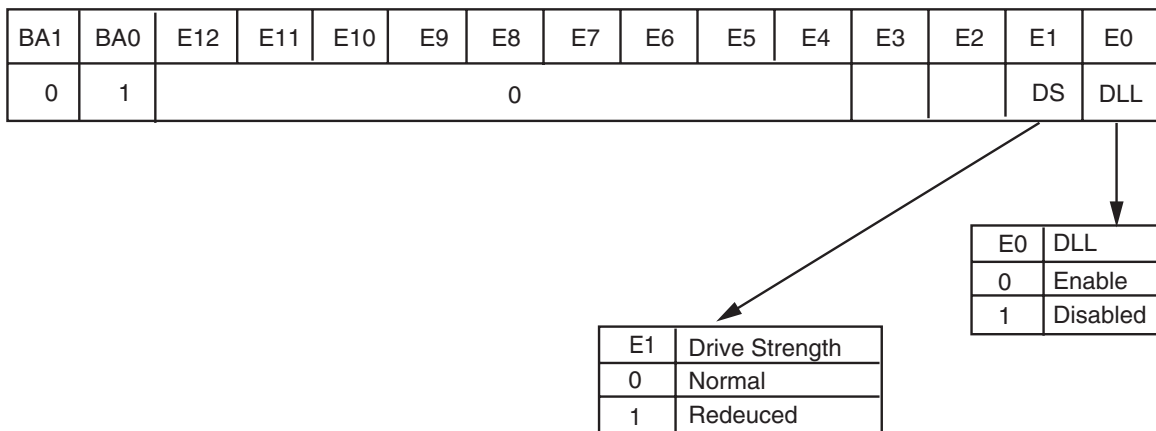 BA1 BA0 E12 E11 E10 E9 E8 E7 E6 E5 E4 E3 E2 E1 E0
0 1 0 DS DLL
E0 DLL
0 Enable
1 Disabled
E1 Drive Strength
0 Normal
1 Redeuced